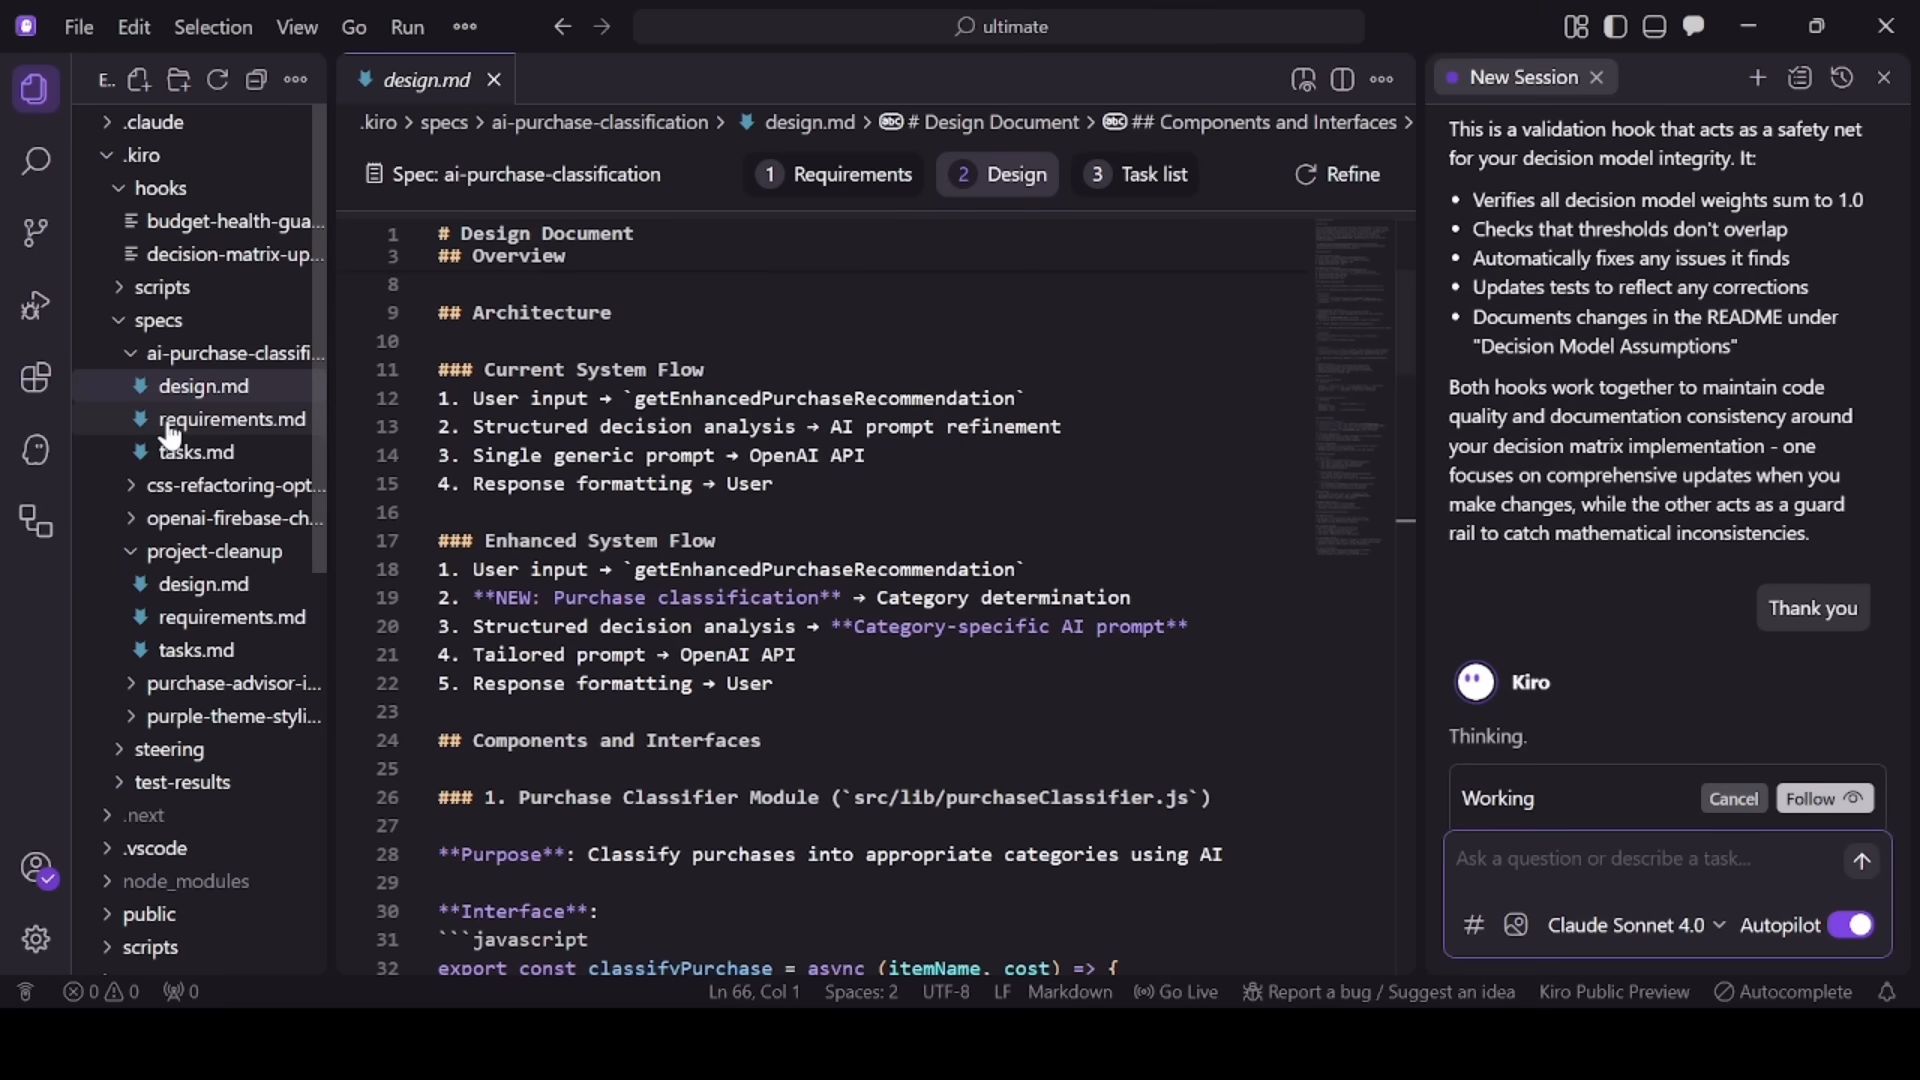 File Edit Selection View Go Run
ultimate
E..
.claude
.kiro
hooks
budget-health-gua...
decision-matrix-up...
scripts
specs
ai-purchase-classifi...
design.md
requirements.md
tasks.md
css-refactoring-opt...
openai-firebase-ch...
project-cleanup
design.md
requirements.md
tasks.md
purchase-advisor-i...
purple-theme-styli...
steering
test-results
.next
.vscode
node_modules
public
scripts
design.md
.kiro > specs > ai-purchase-classification > design.md > # Design Document > ## Components and Interfaces >
Spec: ai-purchase-classification
1 Requirements 2 Design 3 Task list Refine
1 # Design Document
3 ## Overview
8
9 ## Architecture
10
11 ### Current System Flow
12 1. User input → `getEnhancedPurchaseRecommendation`
13 2. Structured decision analysis → AI prompt refinement
14 3. Single generic prompt → OpenAI API
15 4. Response formatting → User
16
17 ### Enhanced System Flow
18 1. User input → `getEnhancedPurchaseRecommendation`
19 2. **NEW: Purchase classification** → Category determination
20 3. Structured decision analysis → **Category-specific AI prompt**
21 4. Tailored prompt → OpenAI API
22 5. Response formatting → User
23
24 ## Components and Interfaces
25
26 ### 1. Purchase Classifier Module (`src/lib/purchaseClassifier.js`)
27
28 **Purpose**: Classify purchases into appropriate categories using AI
29
30 **Interface**:
31 ```javascript
32 export const classifyPurchase = async (itemName, cost) => {
New Session
This is a validation hook that acts as a safety net
for your decision model integrity. It:
• Verifies all decision model weights sum to 1.0
• Checks that thresholds don't overlap
• Automatically fixes any issues it finds
• Updates tests to reflect any corrections
• Documents changes in the README under
"Decision Model Assumptions"
Both hooks work together to maintain code
quality and documentation consistency around
your decision matrix implementation - one
focuses on comprehensive updates when you
make changes, while the other acts as a guard
rail to catch mathematical inconsistencies.
Thank you
Kiro
Thinking.
Working Cancel Follow
Ask a question or describe a task...
# Claude Sonnet 4.0 Autopilot
0 0 0 Ln 66, Col 1 Spaces: 2 UTF-8 LF Markdown Go Live Report a bug / Suggest an idea Kiro Public Preview Autocomplete